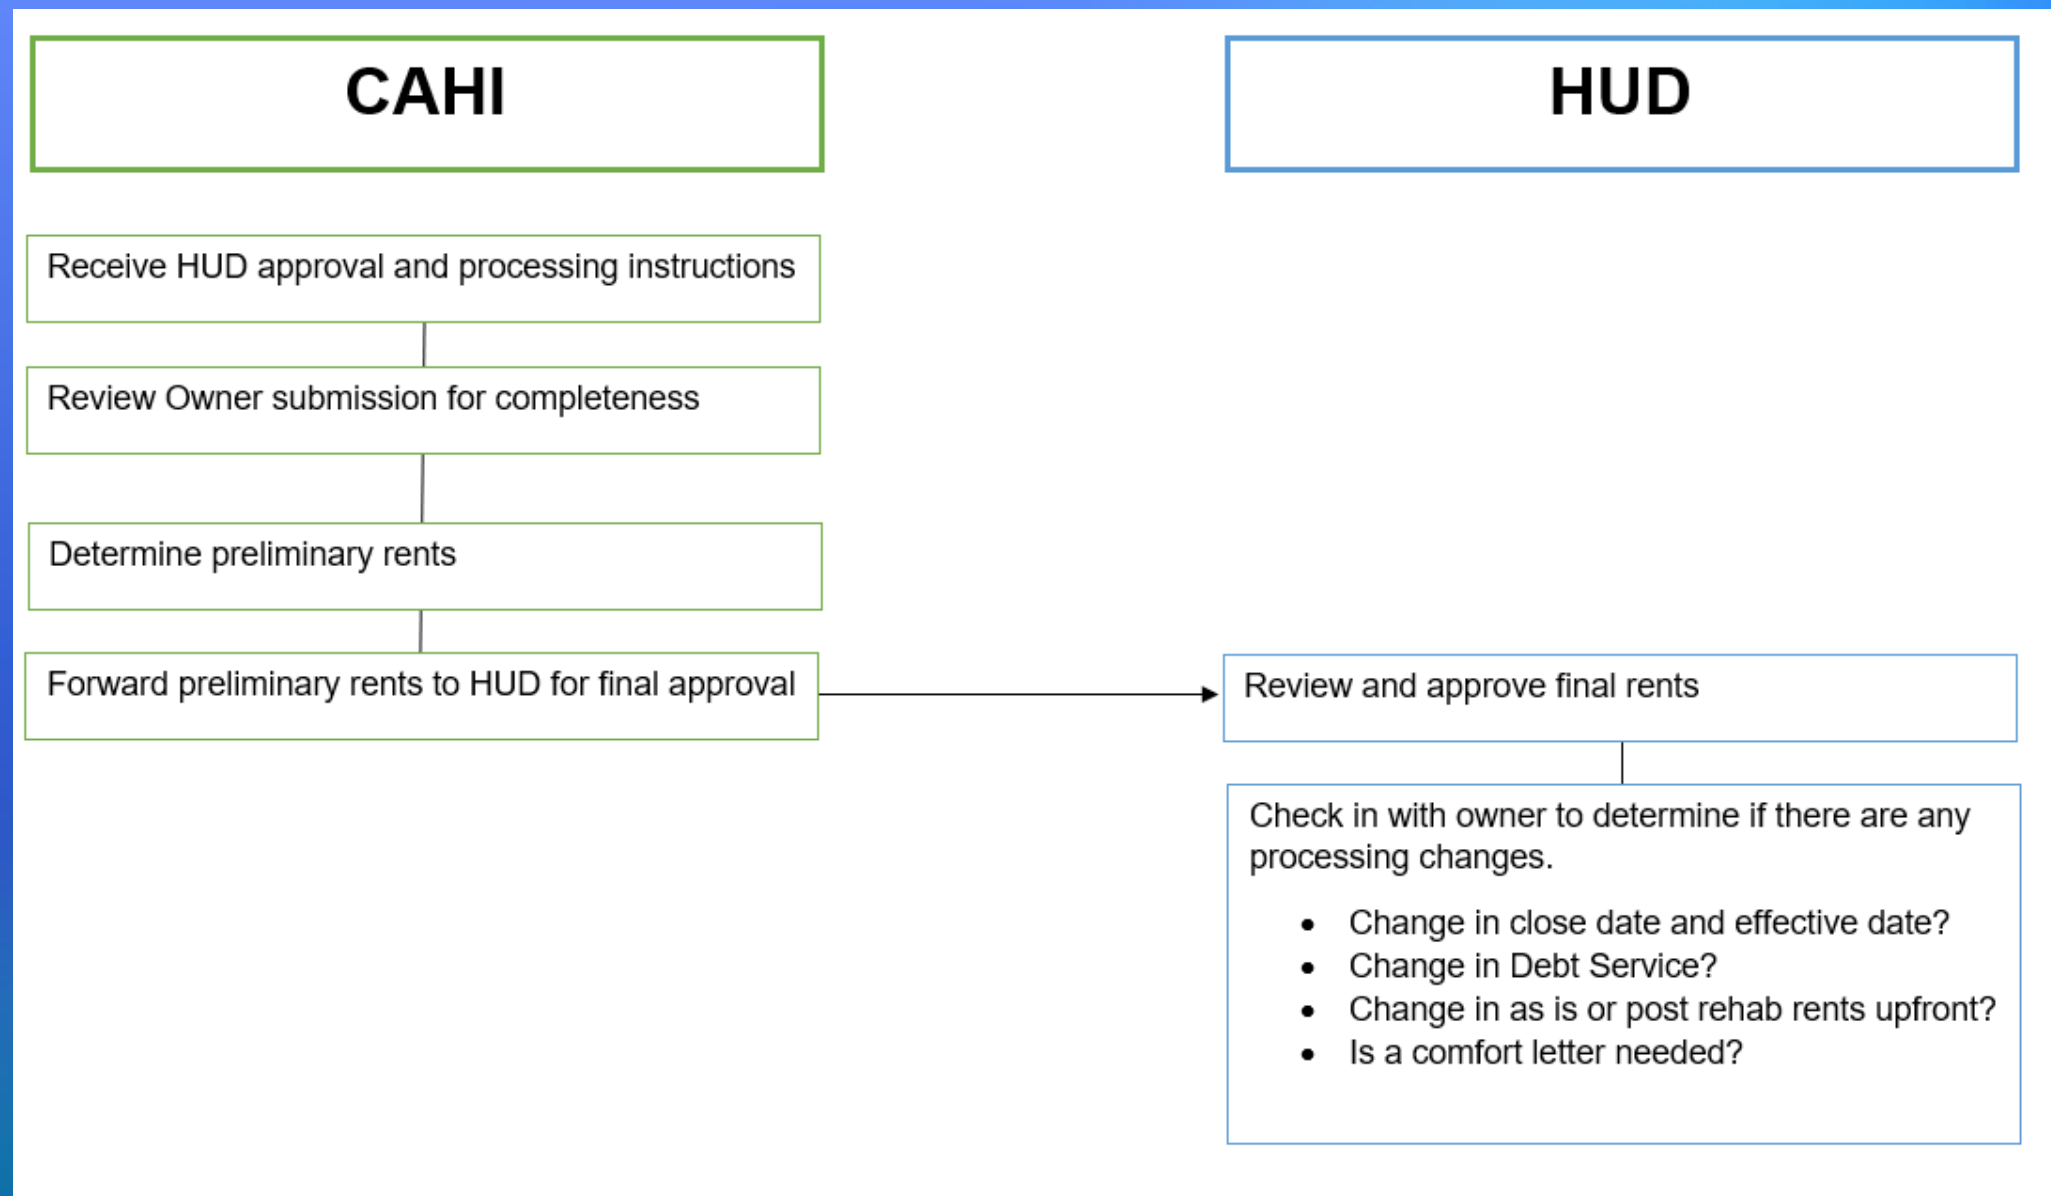 CAHI
HUD
Receive HUD approval and processing instructions
Review Owner submission for completeness
Determine preliminary rents
Forward preliminary rents to HUD for final approval
Review and approve final rents
Check in with owner to determine if there are any
processing changes.
• Change in close date and effective date?
• Change in Debt Service?
• Change in as is or post rehab rents upfront?
• Is a comfort letter needed?